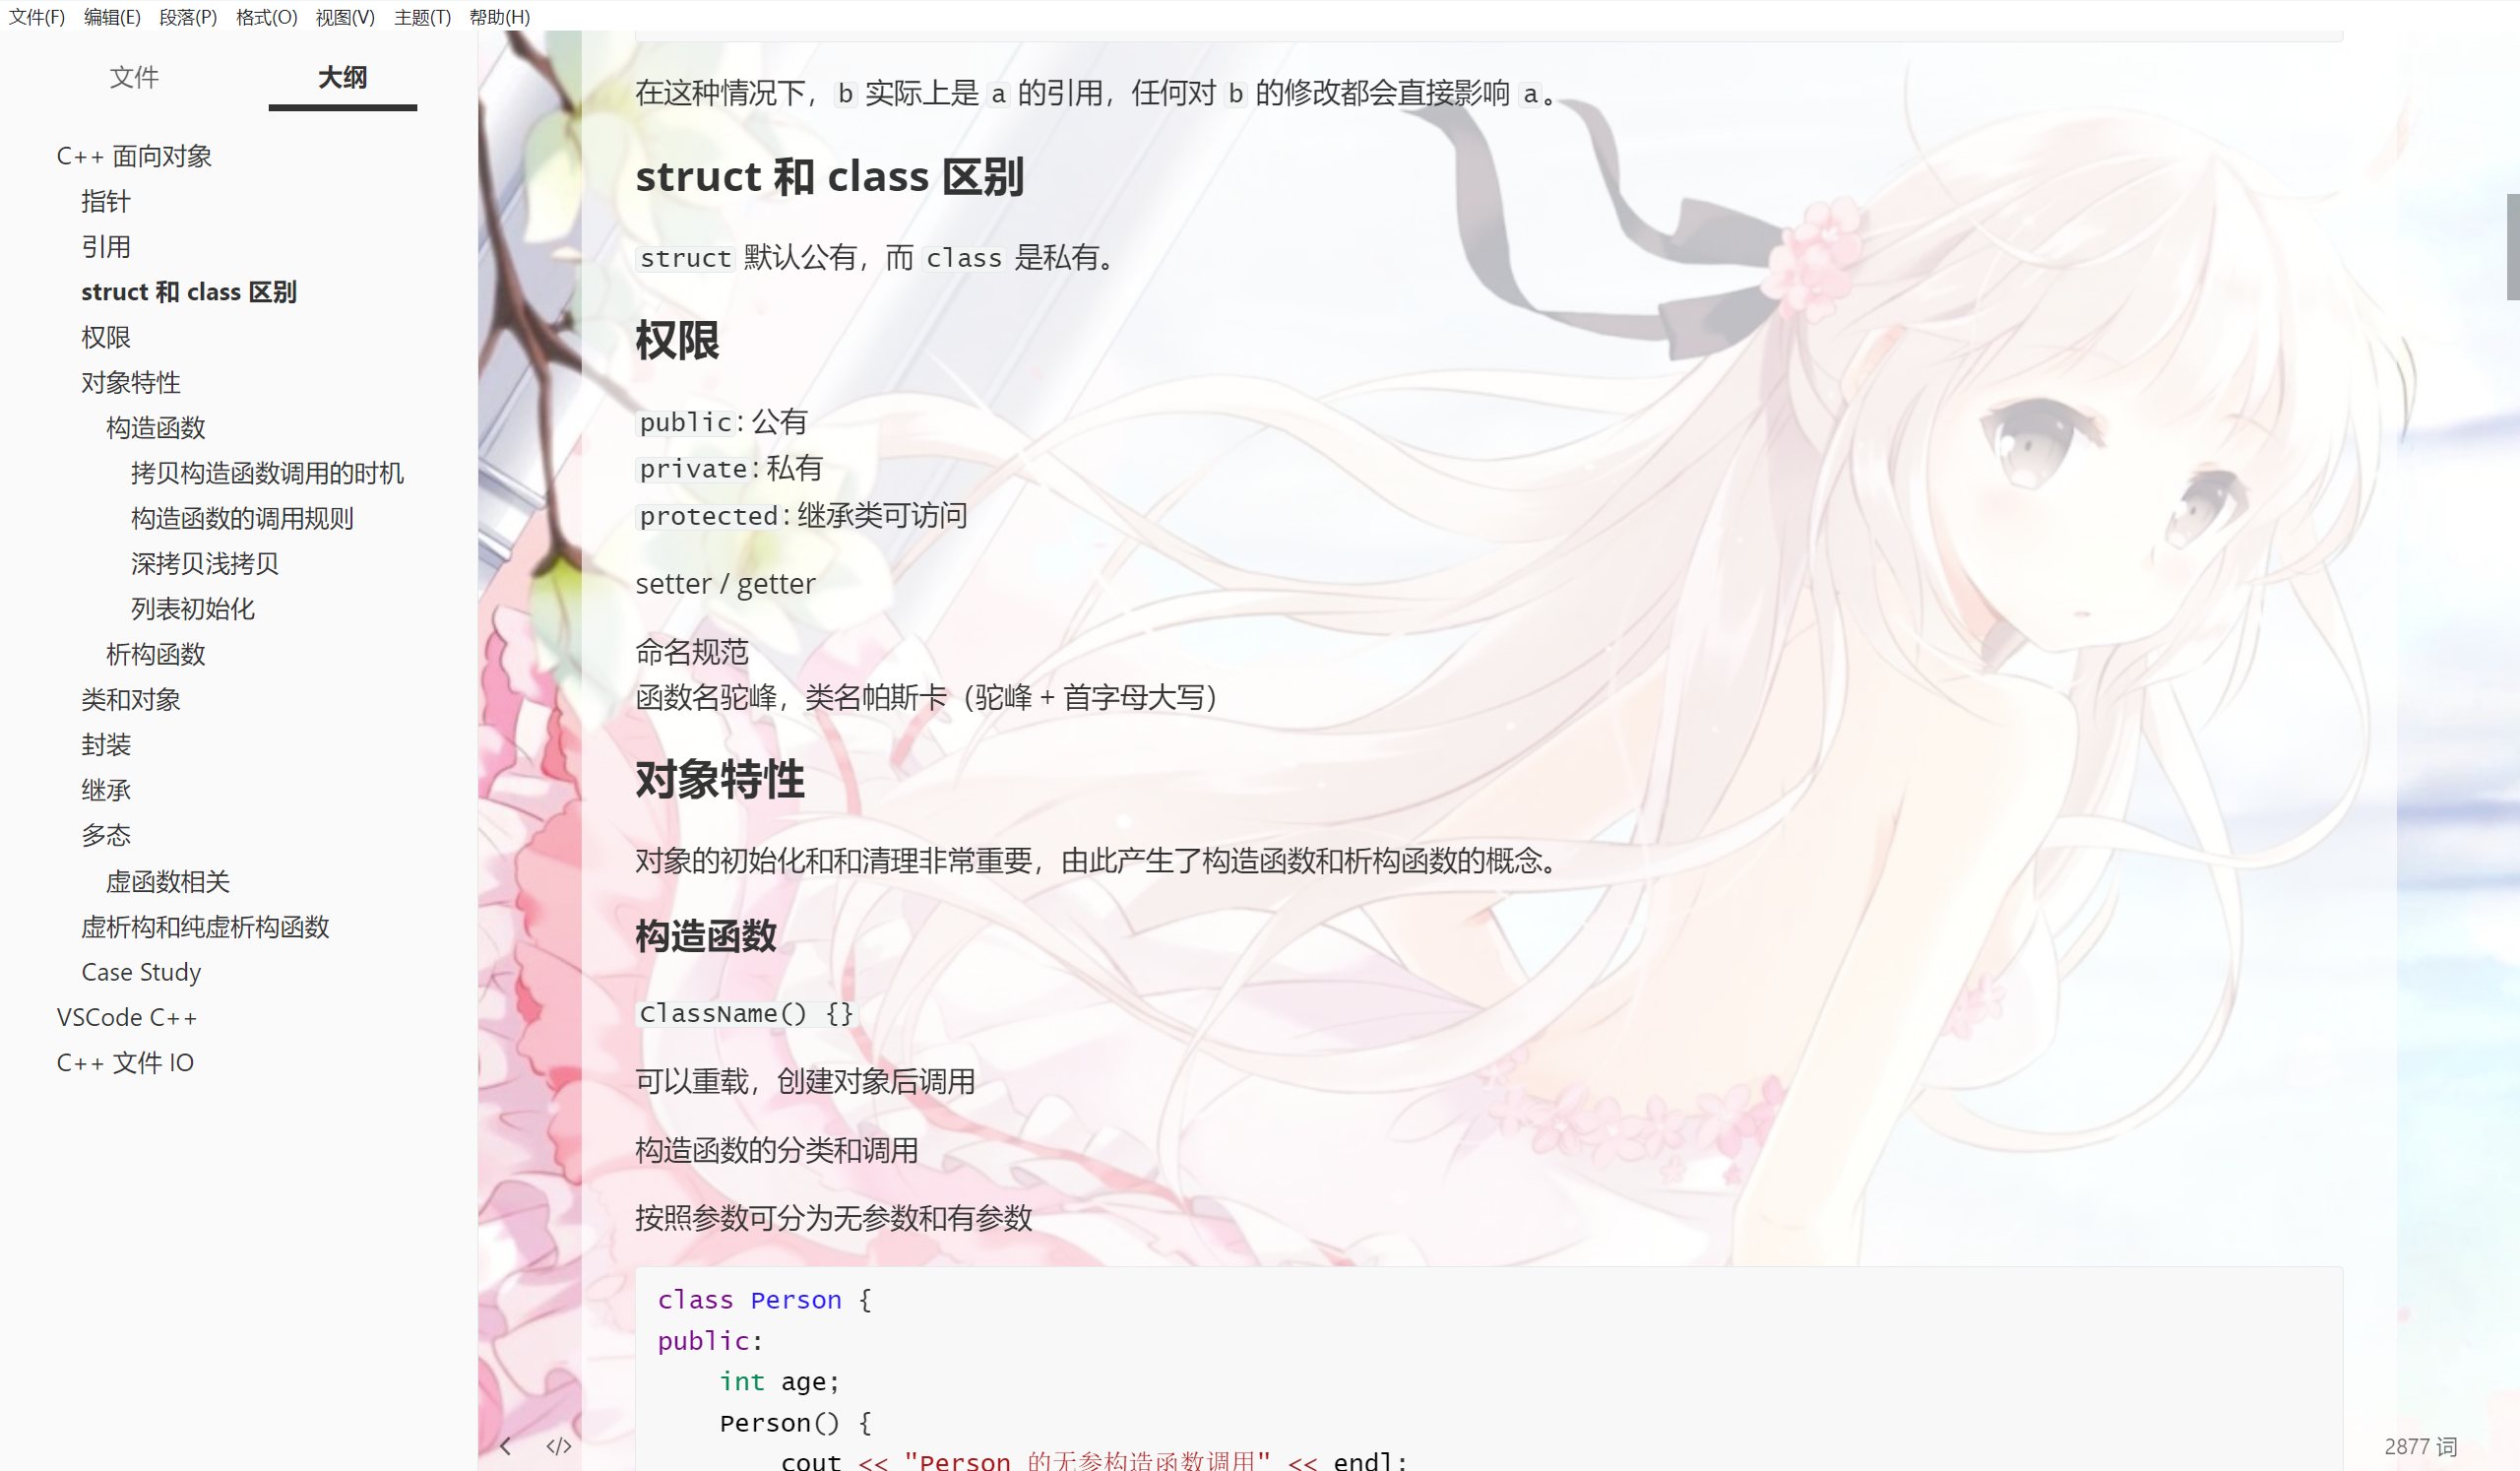 文件(F) 编辑(E) 段落(P) 格式(O) 视图(V) 主题(T) 帮助(H)
文件 大纲
C++ 面向对象
指针
引用
struct 和 class 区别
权限
对象特性
构造函数
拷贝构造函数调用的时机
构造函数的调用规则
深拷贝浅拷贝
列表初始化
析构函数
类和对象
封装
继承
多态
虚函数相关
虚析构和纯虚析构函数
Case Study
VSCode C++
C++ 文件 IO
在这种情况下，b 实际上是 a 的引用，任何对 b 的修改都会直接影响 a。
struct 和 class 区别
struct 默认公有，而 class 是私有。
权限
public: 公有
private: 私有
protected: 继承类可访问
setter / getter
命名规范
函数名驼峰，类名帕斯卡（驼峰 + 首字母大写）
对象特性
对象的初始化和和清理非常重要，由此产生了构造函数和析构函数的概念。
构造函数
ClassName() {}
可以重载，创建对象后调用
构造函数的分类和调用
按照参数可分为无参数和有参数
class Person {
public:
    int age;
    Person() {
        cout << "Person 的无参构造函数调用" << endl;
</>
2877 词